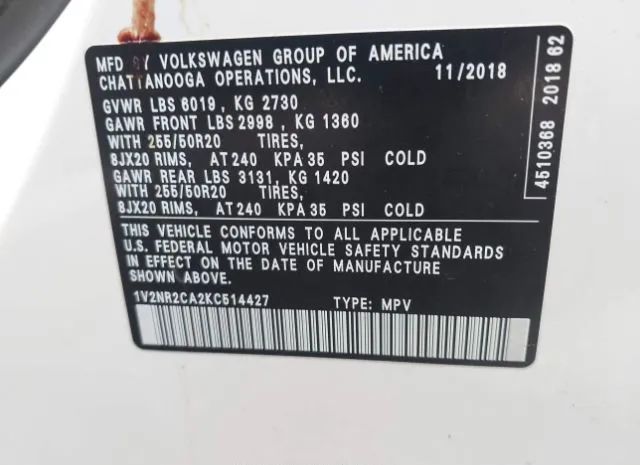 MFD BY VOLKSWAGEN GROUP OF AMERICA
CHATTANOOGA OPERATIONS, LLC. 11/2018
GVWR LBS 6019, KG 2730
GAWR FRONT LBS 2998, KG 1360
WITH 255/50R20 TIRES,
8JX20 RIMS, AT 240 KPA 35 PSI COLD
GAWR REAR LBS 3131, KG 1420
WITH 255/50R20 TIRES,
8JX20 RIMS, AT 240 KPA 35 PSI COLD
THIS VEHICLE CONFORMS TO ALL APPLICABLE
U.S. FEDERAL MOTOR VEHICLE SAFETY STANDARDS
IN EFFECT ON THE DATE OF MANUFACTURE
SHOWN ABOVE.
1V2NR2CA2KC514427 TYPE: MPV
4510368 2018 62